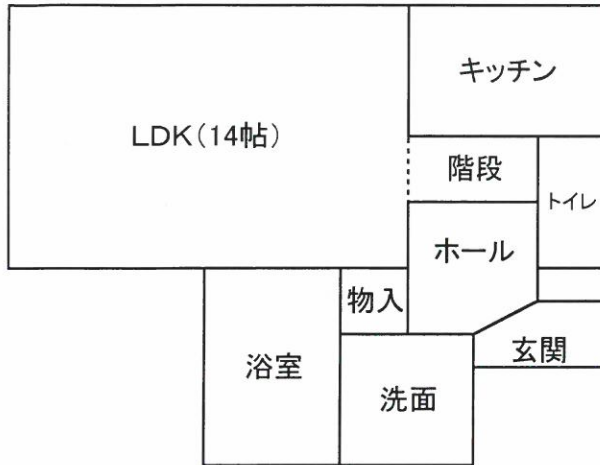 キッチン
LDK(14帖)
階段
トイレ
ホール
物入
玄関
浴室
洗面